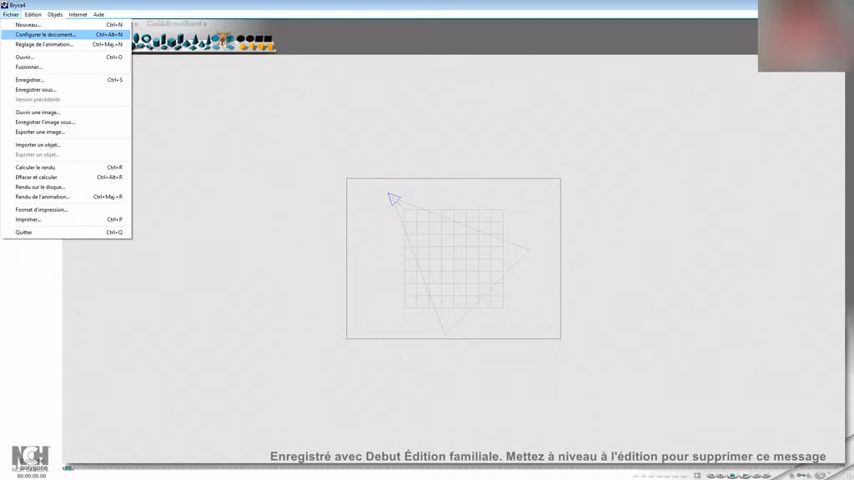 Bryce4
Fichier Edition Objets Internet Aide
Nouveau... Ctrl+N
Configurer le document... Ctrl+Alt+N
Réglage de l'animation... Ctrl+Maj.+N
Ouvrir... Ctrl+O
Fusionner...
Enregistrer... Ctrl+S
Enregistrer sous...
Version précédente
Ouvrir une image...
Enregistrer l'image sous...
Exporter une image...
Importer un objet...
Exporter un objet...
Calculer le rendu Ctrl+R
Effacer et calculer Ctrl+Alt+R
Rendu sur le disque...
Rendu de l'animation... Ctrl+Maj.+R
Format d'impression...
Imprimer... Ctrl+P
Quitter Ctrl+Q
Ciel&Brouillard
NCH
1 polygone
00:00:00.00
Enregistré avec Debut Édition familiale. Mettez à niveau à l'édition pour supprimer ce message